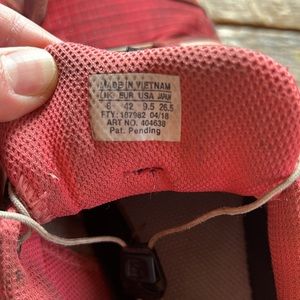 MADE IN VIETNAM
UK EUR USA JAPAN
8 42 9.5 26.5
FTY: 187982 04/18
ART NO. 404638
Pat. Pending